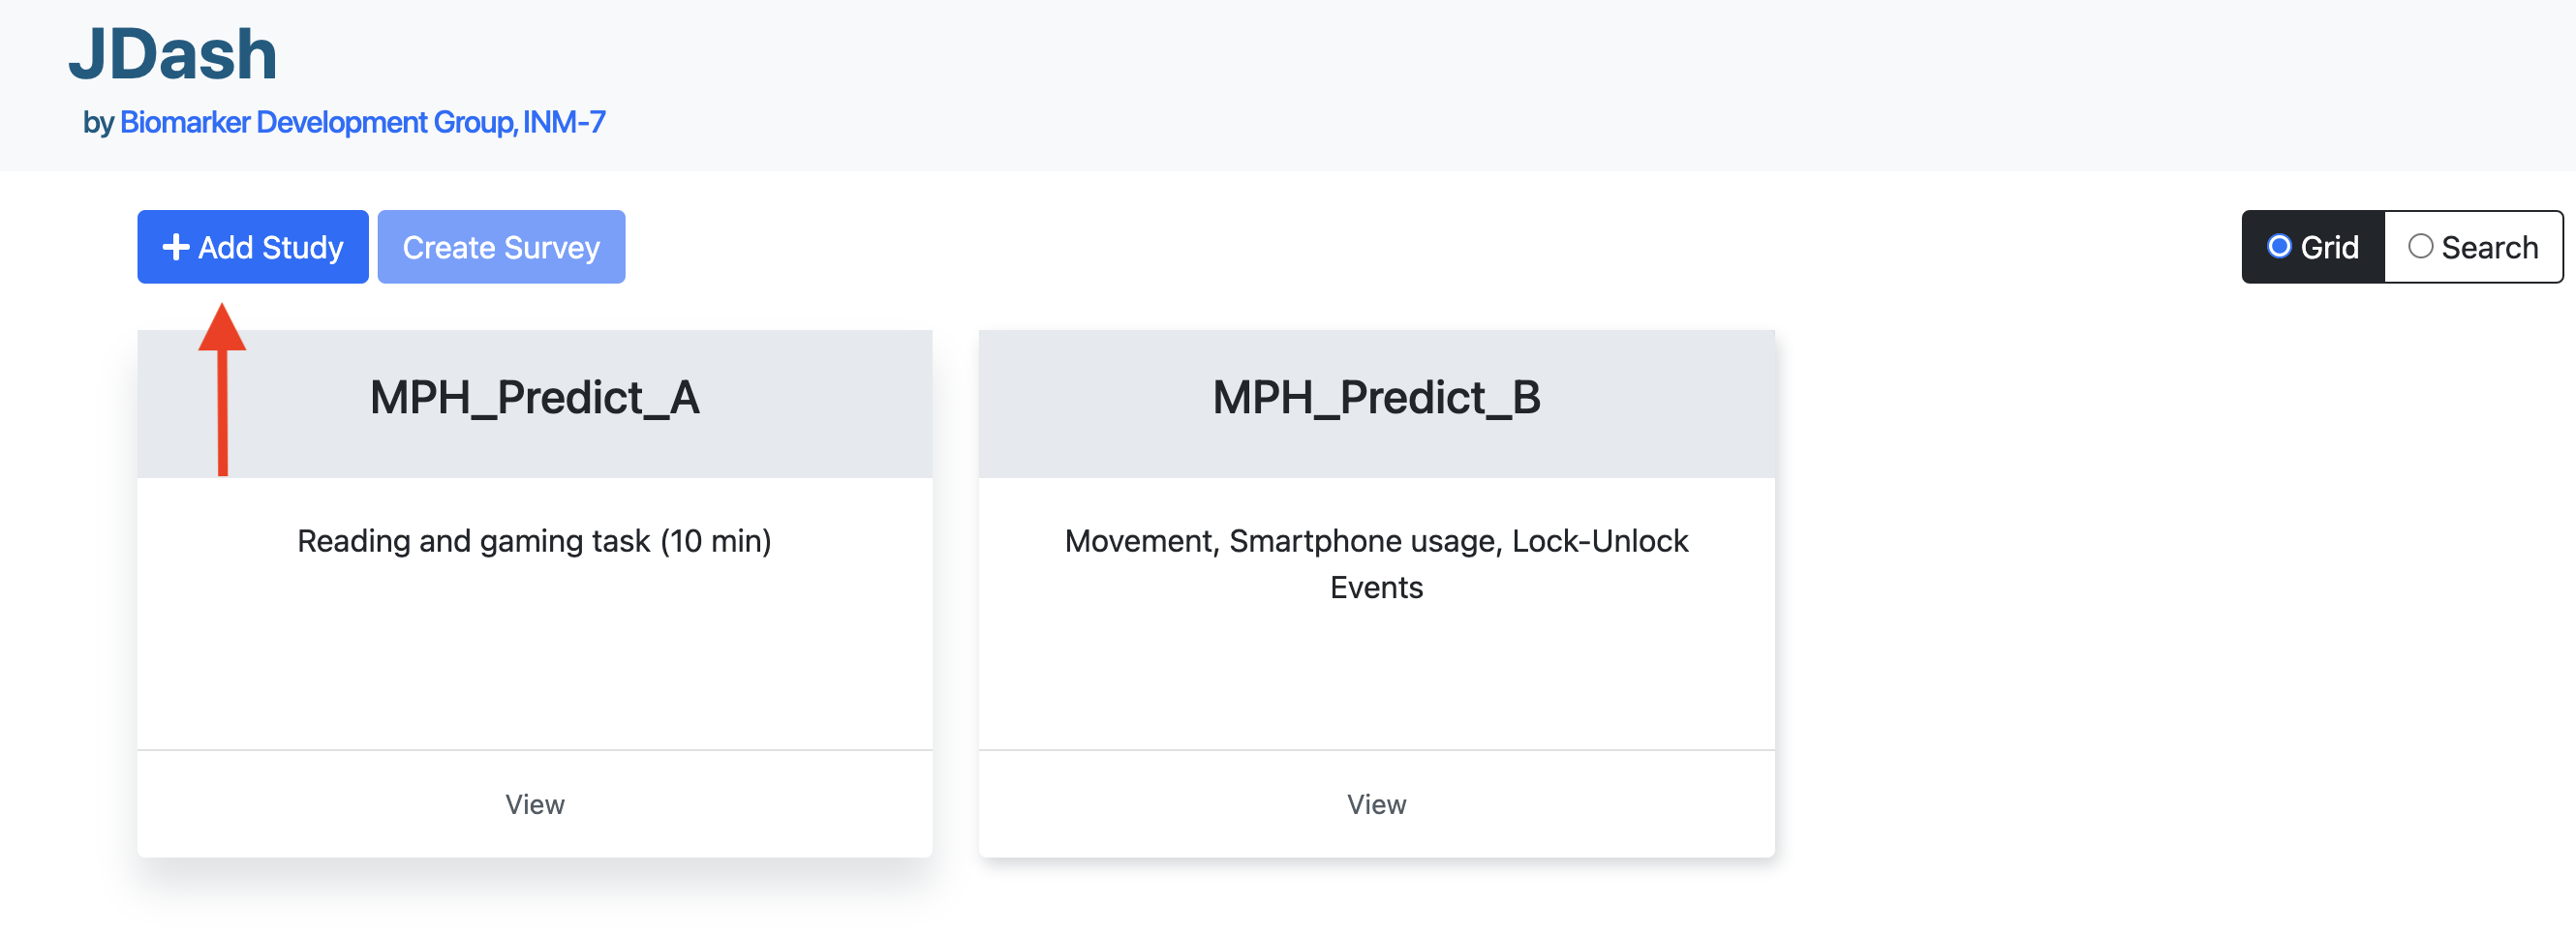 JDash
by Biomarker Development Group, INM-7
Add Study
Create Survey
Grid
Search
MPH_Predict_A
Reading and gaming task (10 min)
View
MPH_Predict_B
Movement, Smartphone usage, Lock-Unlock
Events
View